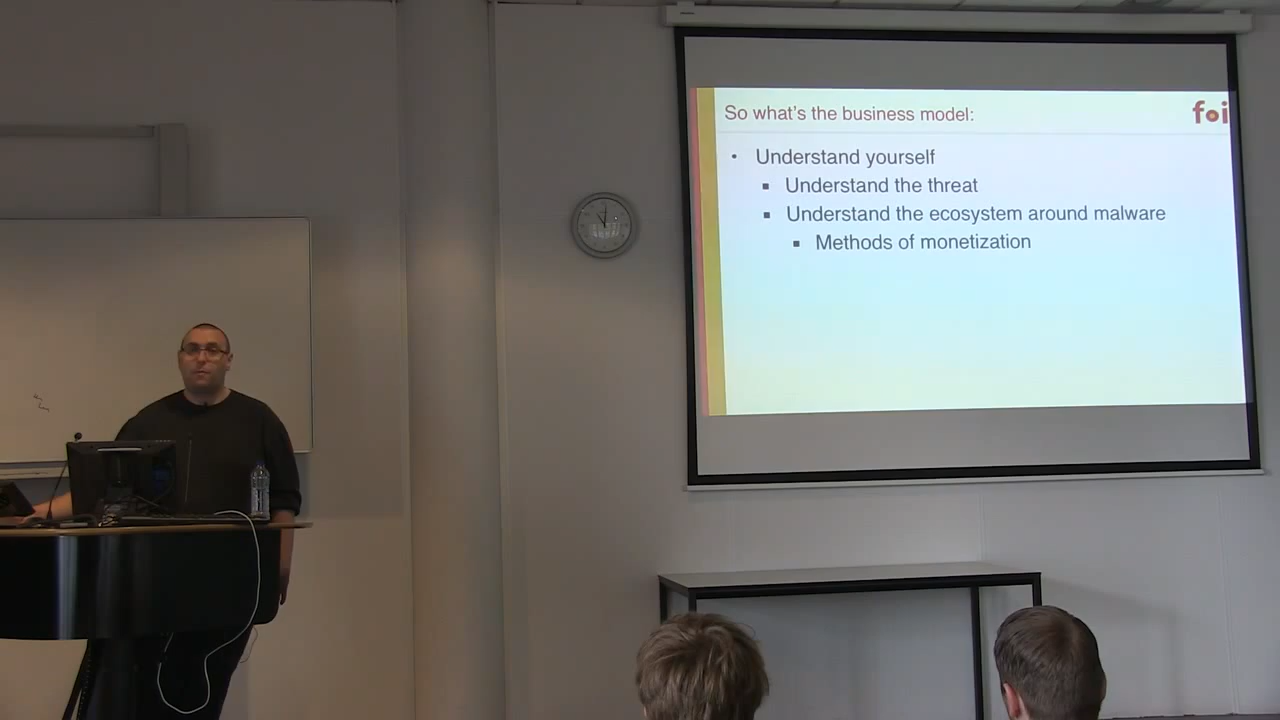 So what's the business model:
foi
• Understand yourself
▪ Understand the threat
▪ Understand the ecosystem around malware
▪ Methods of monetization